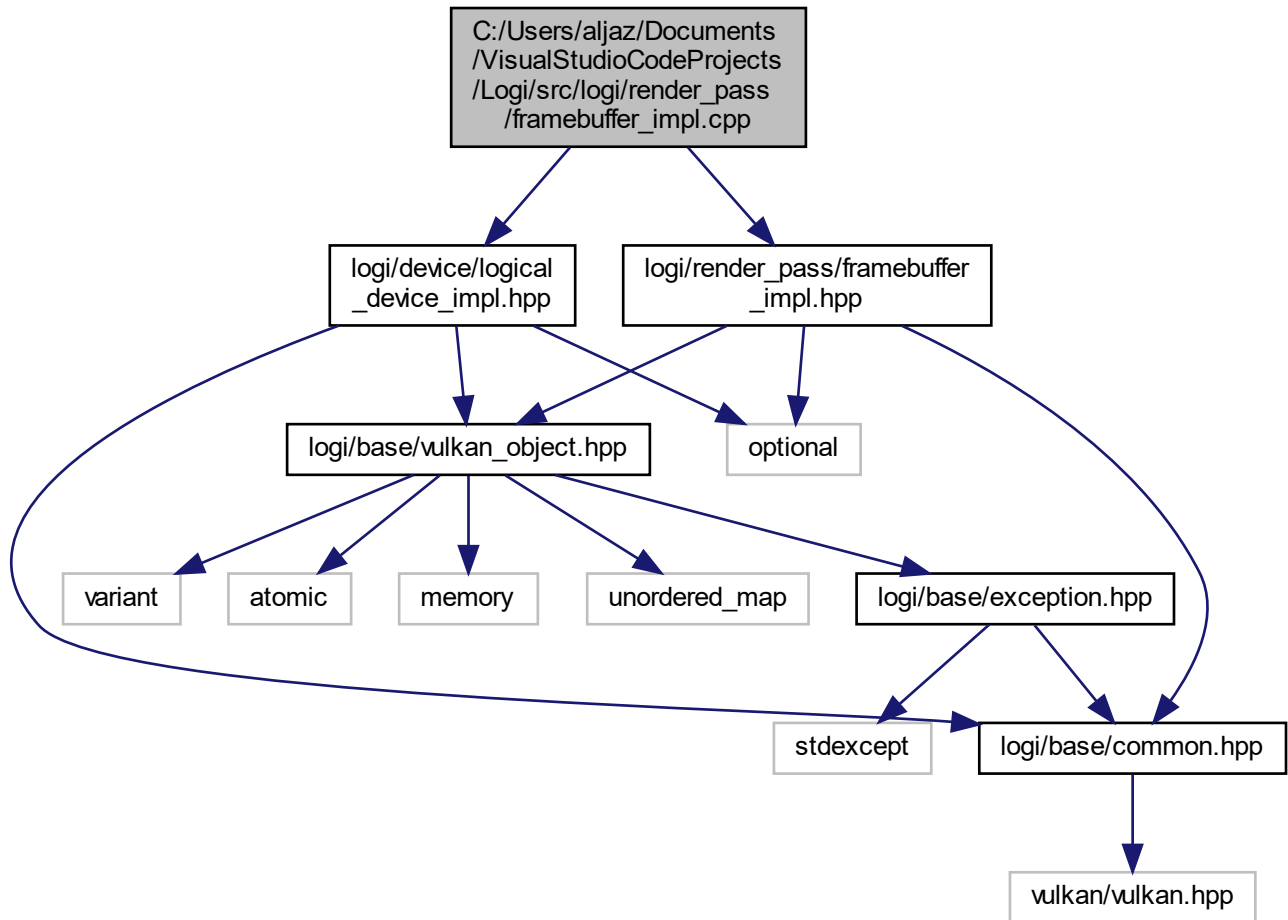 C:/Users/aljaz/Documents
/VisualStudioCodeProjects
/Logi/src/logi/render_pass
/framebuffer_impl.cpp
logi/device/logical
_device_impl.hpp
logi/render_pass/framebuffer
_impl.hpp
logi/base/vulkan_object.hpp
optional
variant
atomic
memory
unordered_map
logi/base/exception.hpp
stdexcept
logi/base/common.hpp
vulkan/vulkan.hpp